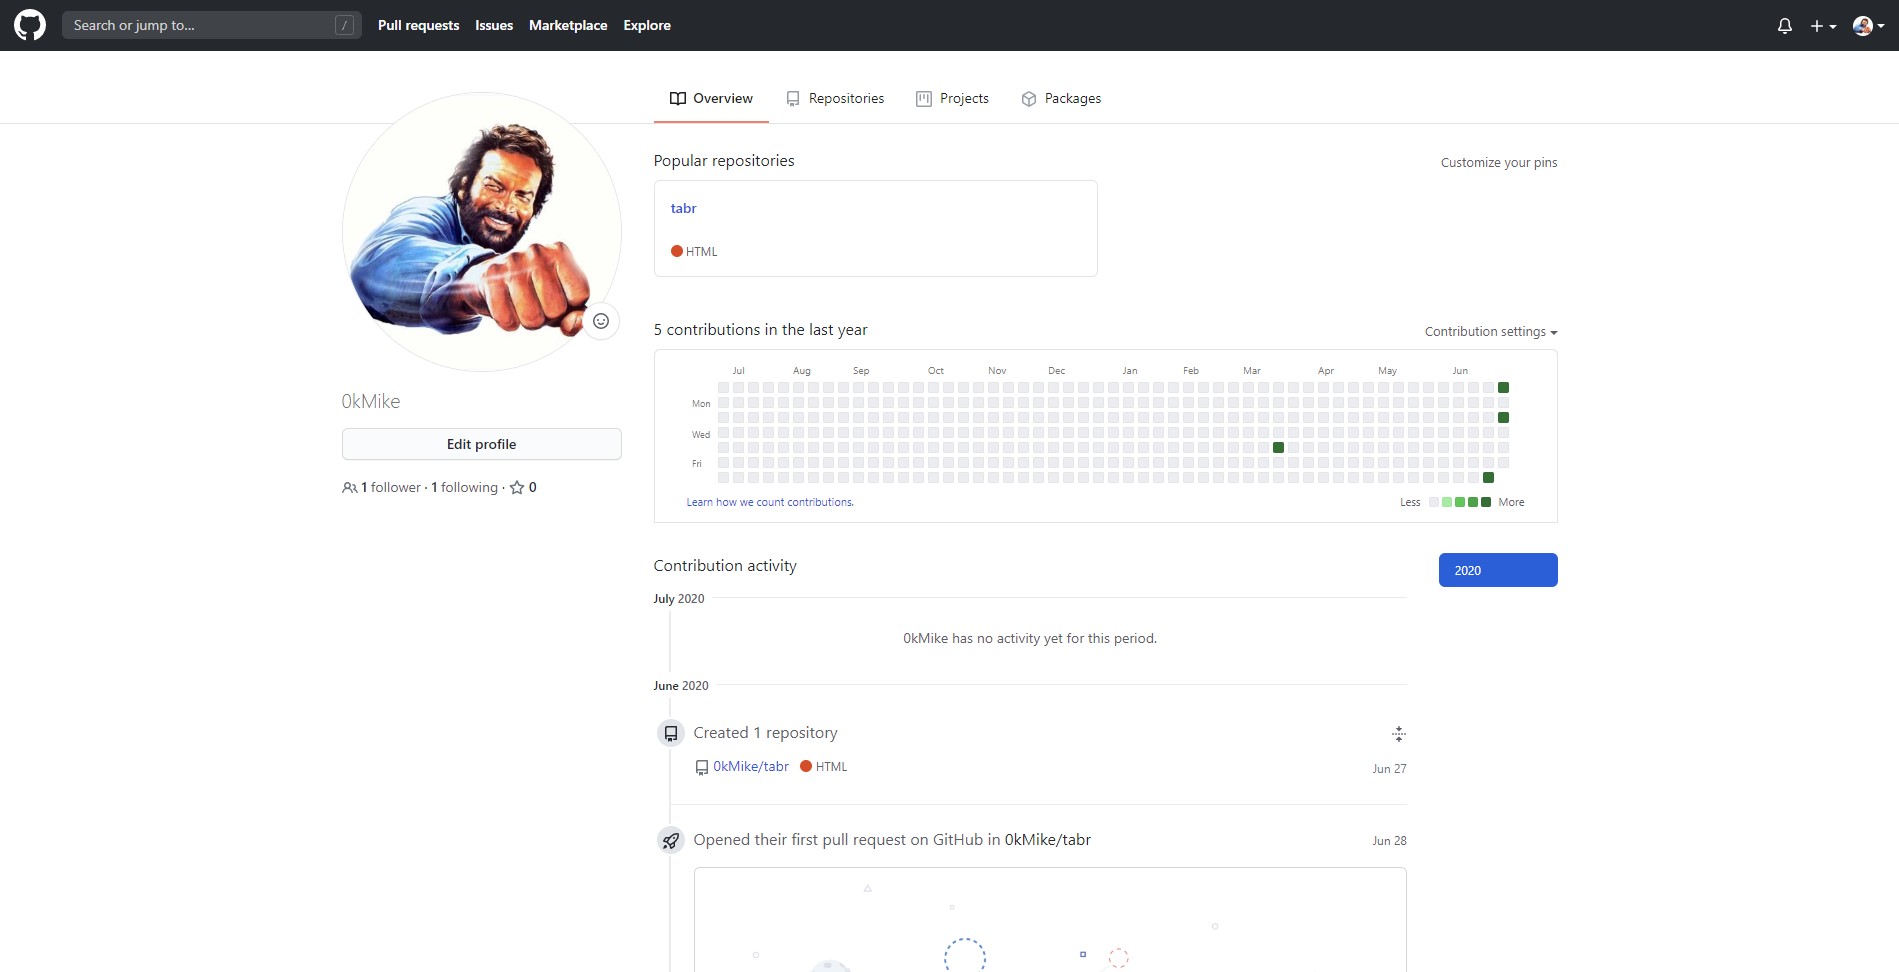 Search or jump to...
/
Pull requests
Issues
Marketplace
Explore
Overview
Repositories
Projects
Packages
Popular repositories
Customize your pins
tabr
HTML
5 contributions in the last year
Contribution settings
Jul Aug Sep Oct Nov Dec Jan Feb Mar Apr May Jun
Mon
Wed
Fri
Learn how we count contributions.
Less
More
0kMike
Edit profile
1 follower · 1 following · 0
Contribution activity
2020
July 2020
0kMike has no activity yet for this period.
June 2020
Created 1 repository
0kMike/tabr
HTML
Jun 27
Opened their first pull request on GitHub in 0kMike/tabr
Jun 28